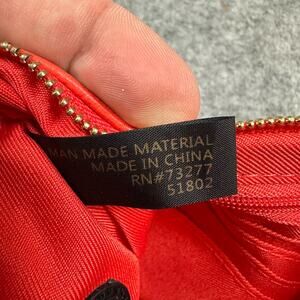 MAN MADE MATERIAL
MADE IN CHINA
RN#73277
51802